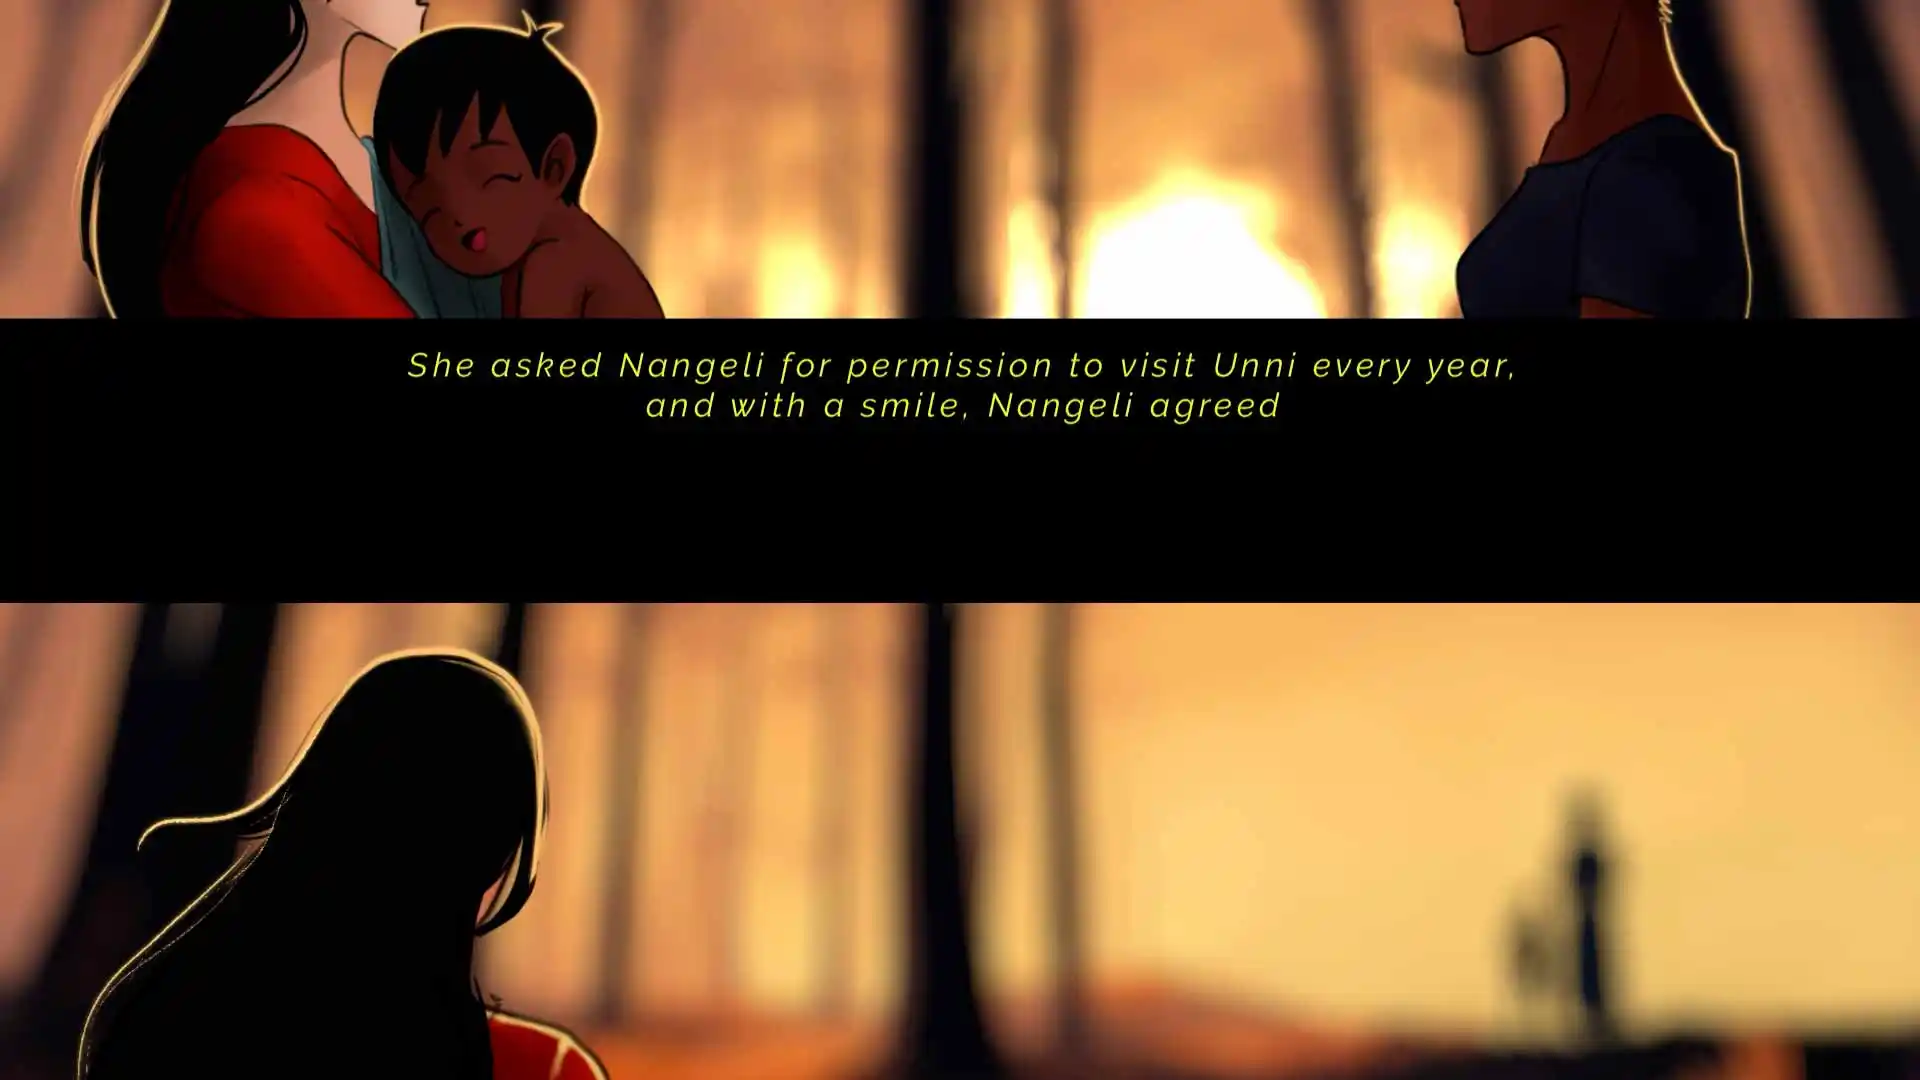 She asked Nangeli for permission to visit Unni every year,
and with a smile, Nangeli agreed